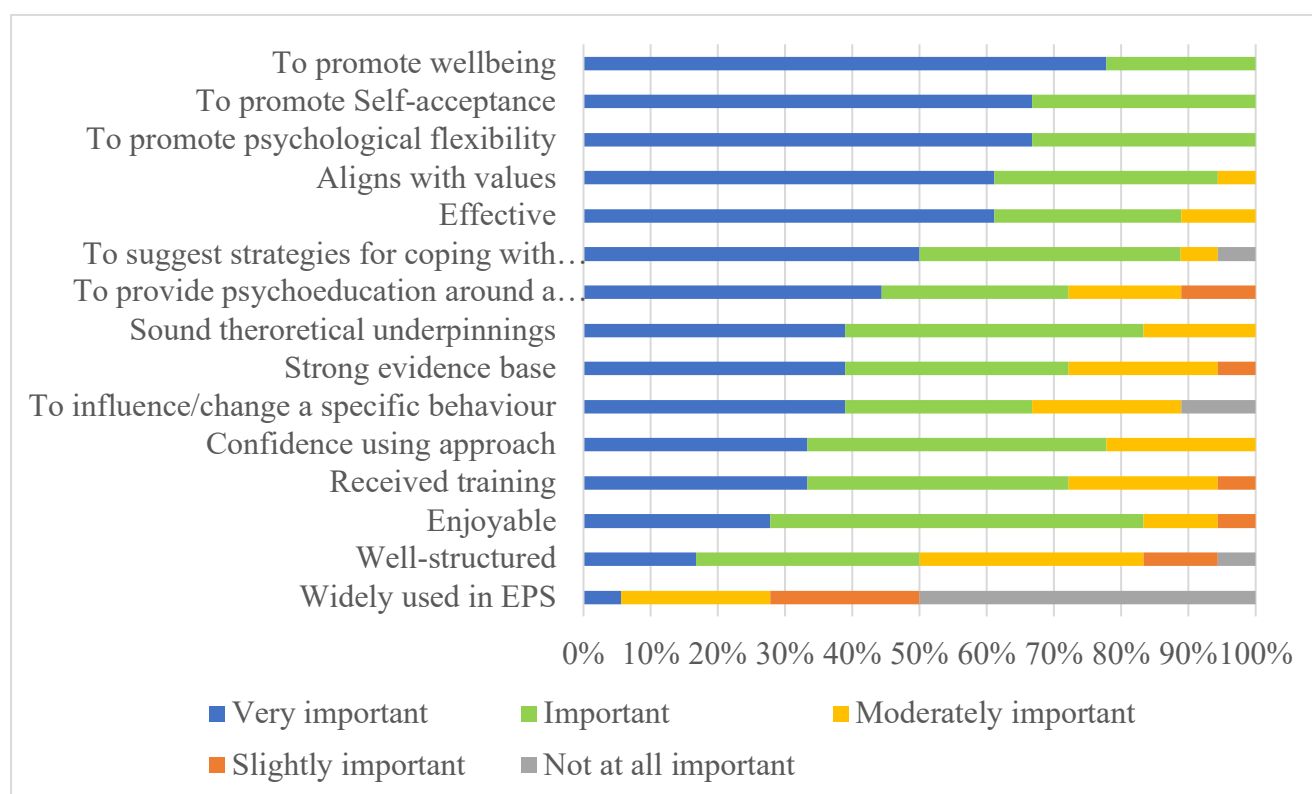 To promote wellbeing
To promote Self-acceptance
To promote psychological flexibility
Aligns with values
Effective
To suggest strategies for coping with…
To provide psychoeducation around a…
Sound theroretical underpinnings
Strong evidence base
To influence/change a specific behaviour
Confidence using approach
Received training
Enjoyable
Well-structured
Widely used in EPS
0% 10% 20% 30% 40% 50% 60% 70% 80% 90% 100%
Very important Important Moderately important
Slightly important Not at all important